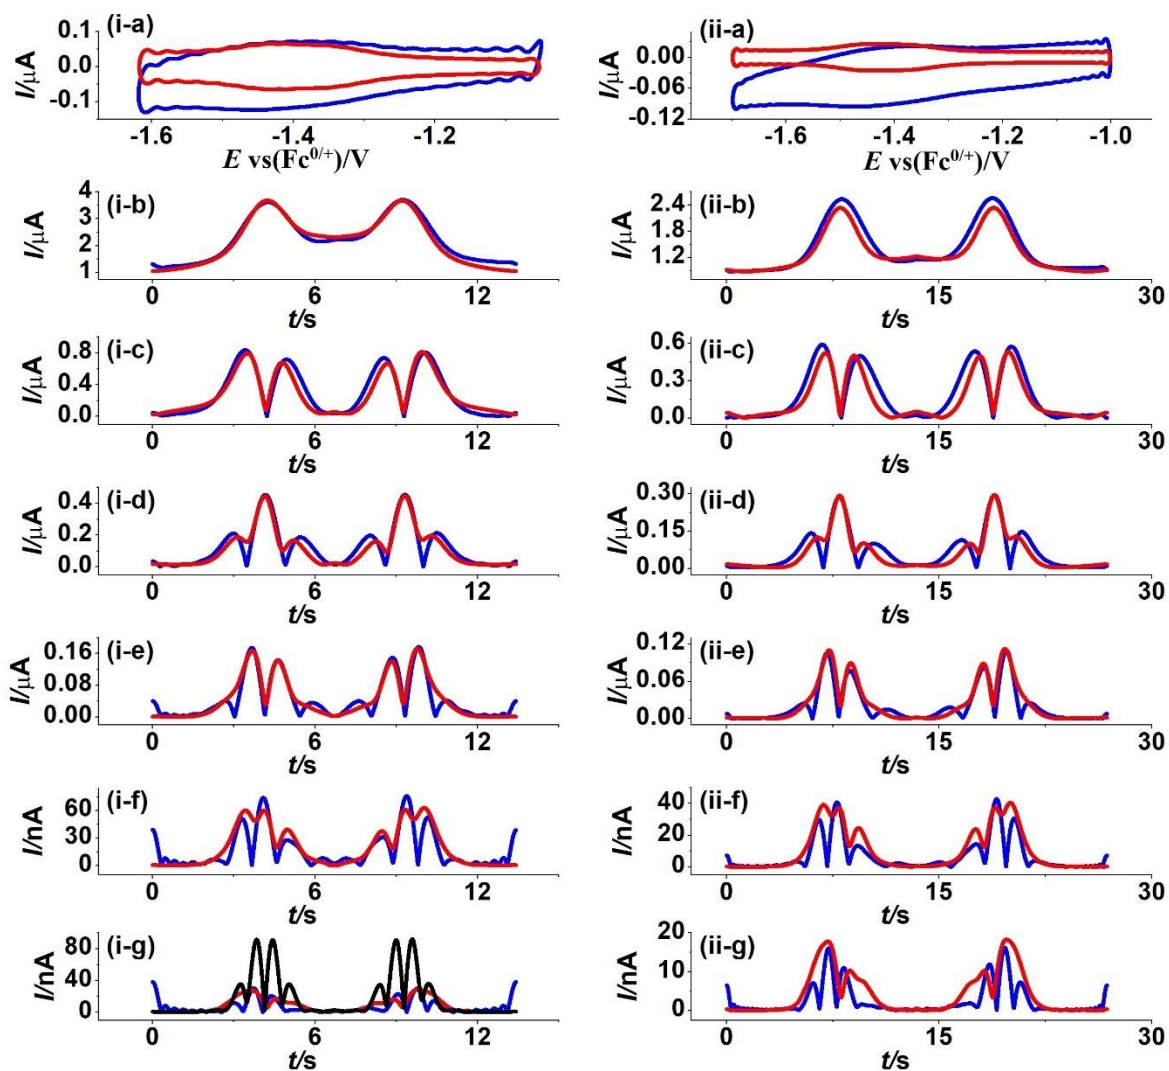 (i-a)
I/μA
0.1
0.0
-0.1
-1.6
-1.4
-1.2
E vs(Fc⁰/⁺)/V
(ii-a)
I/μA
0.00
-0.06
-0.12
-1.6
-1.4
-1.2
-1.0
E vs(Fc⁰/⁺)/V
(i-b)
I/μA
4
3
2
1
0
6
12
t/s
(ii-b)
I/μA
2.4
1.8
1.2
0
15
30
t/s
(i-c)
I/μA
0.8
0.4
0.0
0
6
12
t/s
(ii-c)
I/μA
0.6
0.3
0.0
0
15
30
t/s
(i-d)
I/μA
0.4
0.2
0.0
0
6
12
t/s
(ii-d)
I/μA
0.30
0.15
0.00
0
15
30
t/s
(i-e)
I/μA
0.16
0.08
0.00
0
6
12
t/s
(ii-e)
I/μA
0.12
0.06
0.00
0
15
30
t/s
(i-f)
I/nA
60
30
0
0
6
12
t/s
(ii-f)
I/nA
40
20
0
0
15
30
t/s
(i-g)
I/nA
80
40
0
0
6
12
t/s
(ii-g)
I/nA
20
10
0
0
15
30
t/s